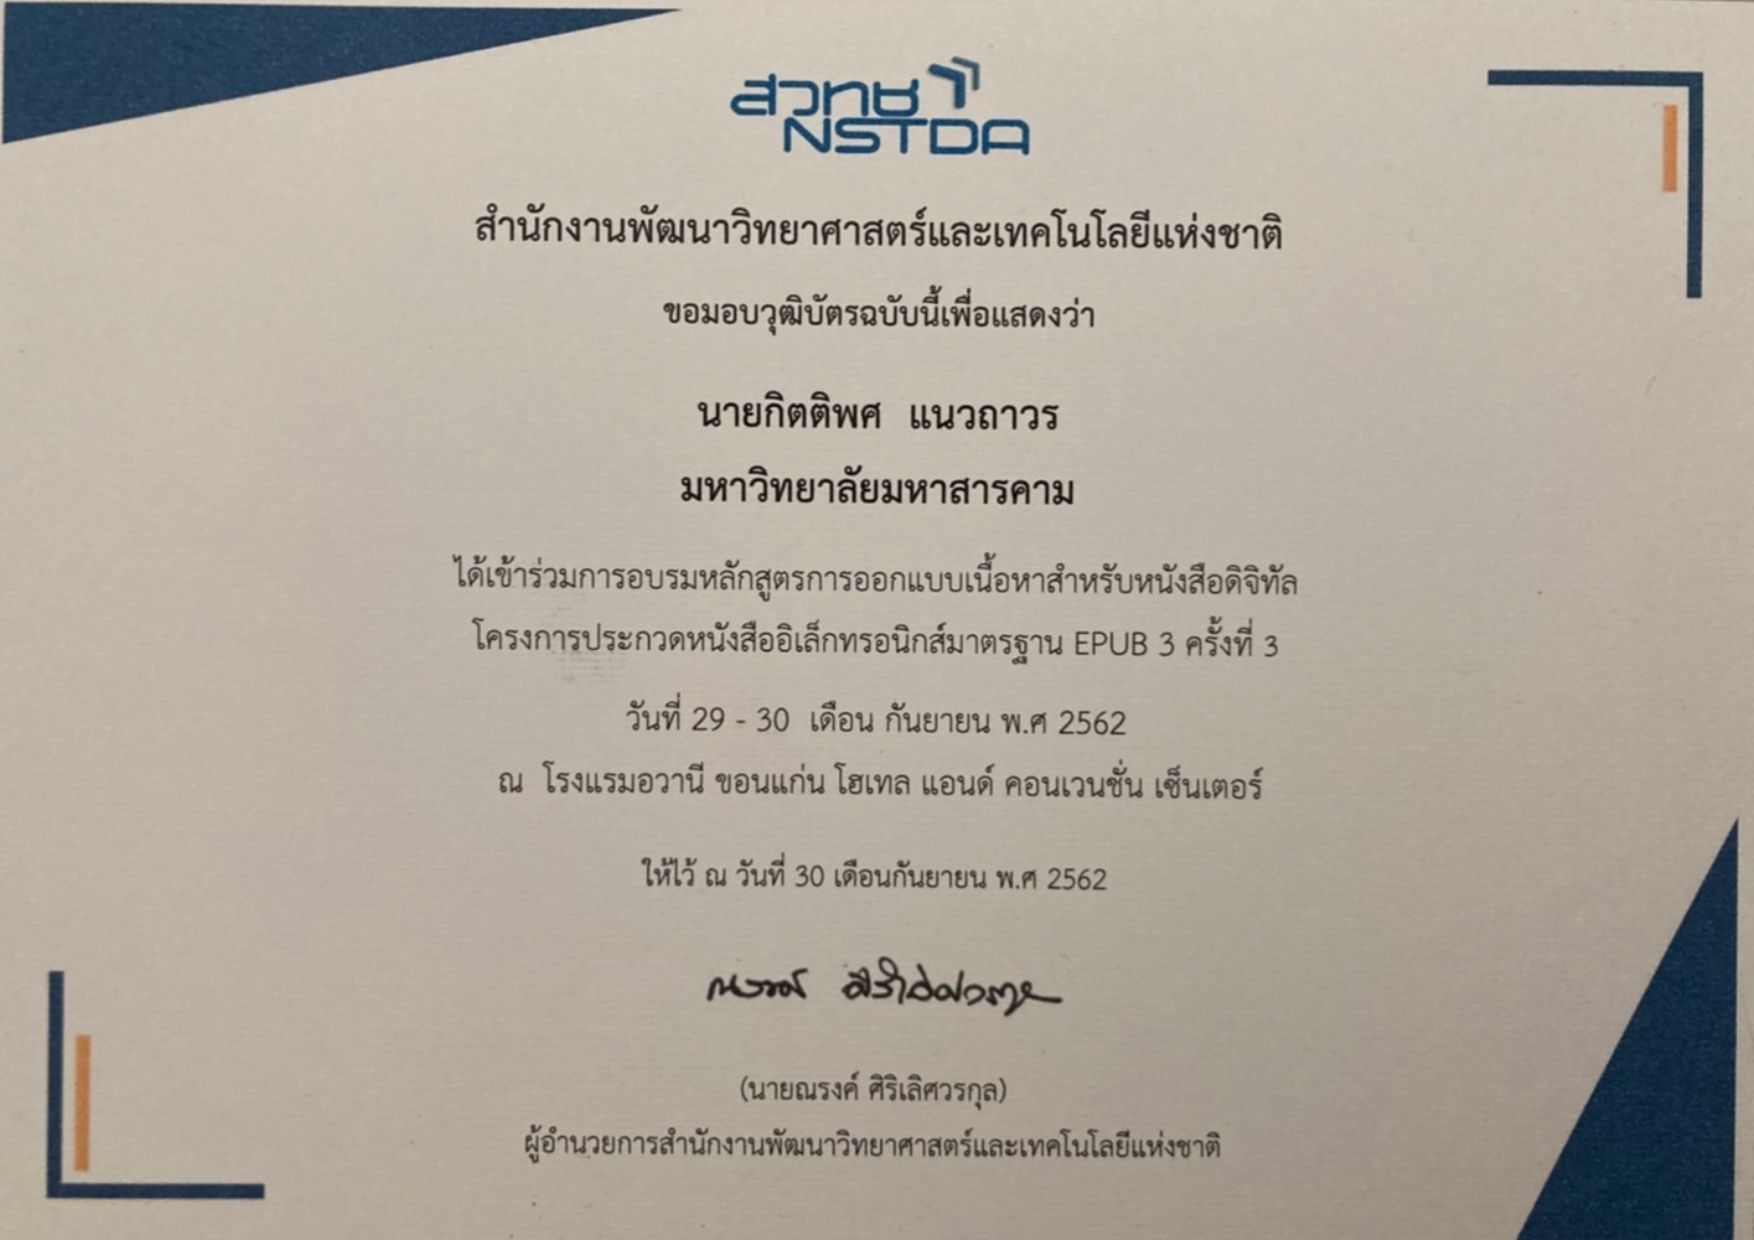 สวทช
NSTDA
สำนักงานพัฒนาวิทยาศาสตร์และเทคโนโลยีแห่งชาติ
ขอมอบวุฒิบัตรฉบับนี้เพื่อแสดงว่า
นายกิตติพศ แนวถาวร
มหาวิทยาลัยมหาสารคาม
ได้เข้าร่วมการอบรมหลักสูตรการออกแบบเนื้อหาสำหรับหนังสือดิจิทัล
โครงการประกวดหนังสืออิเล็กทรอนิกส์มาตรฐาน EPUB 3 ครั้งที่ 3
วันที่ 29 - 30 เดือน กันยายน พ.ศ 2562
ณ โรงแรมอวานี ขอนแก่น โฮเทล แอนด์ คอนเวนชั่น เซ็นเตอร์
ให้ไว้ ณ วันที่ 30 เดือนกันยายน พ.ศ 2562
ณรงค์ ศิริเลิศวรกุล
(นายณรงค์ ศิริเลิศวรกุล)
ผู้อำนวยการสำนักงานพัฒนาวิทยาศาสตร์และเทคโนโลยีแห่งชาติ